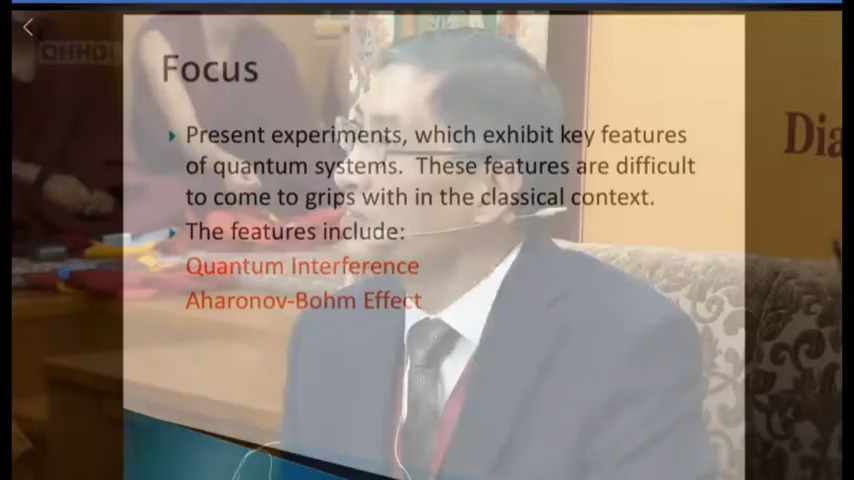 OHHDL
Focus
Present experiments, which exhibit key features
of quantum systems. These features are difficult
to come to grips with in the classical context.
The features include:
Quantum Interference
Aharonov-Bohm Effect
Dia